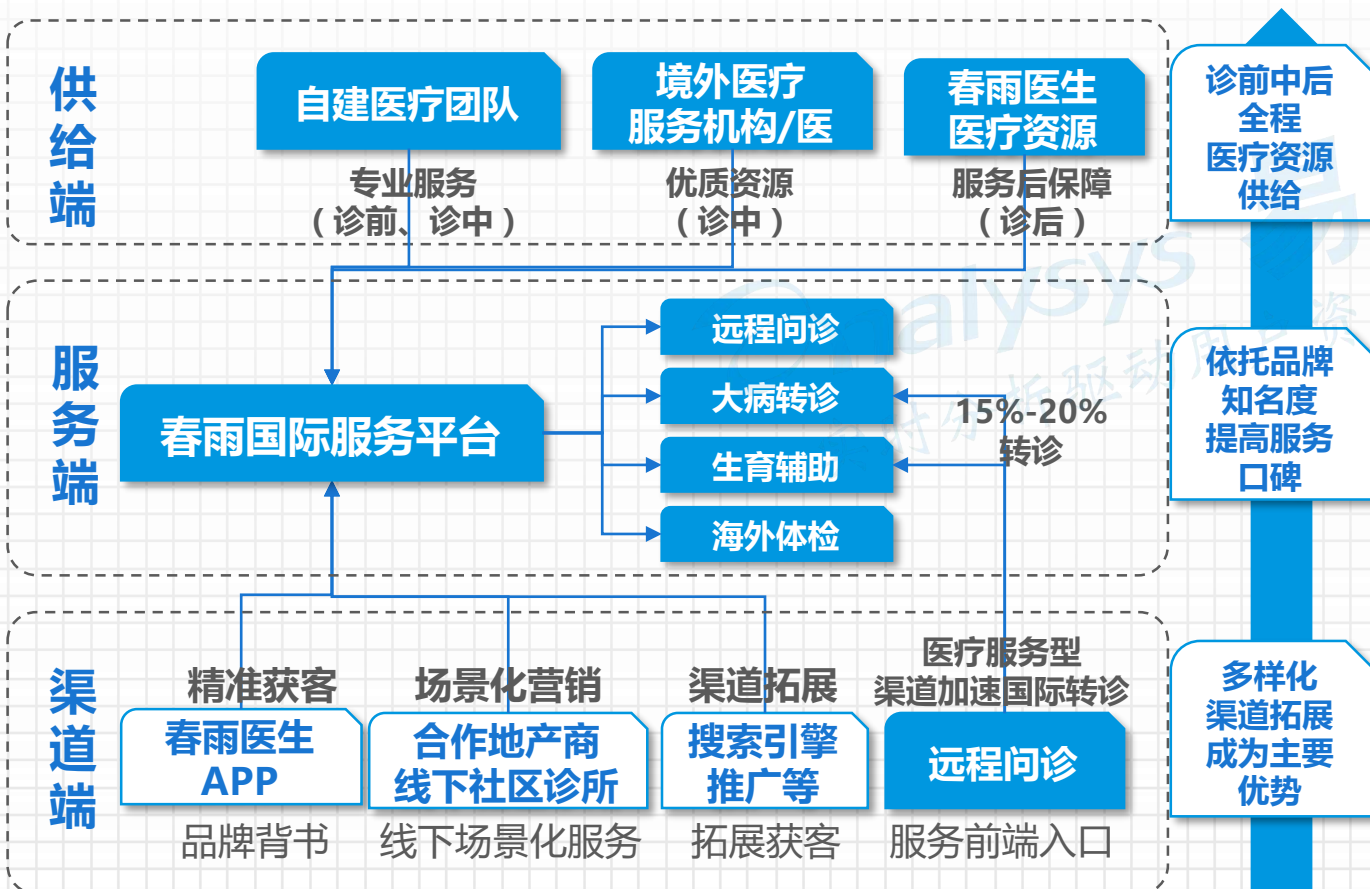 供给端
自建医疗团队
专业服务
（诊前、诊中）
境外医疗
服务机构/医
优质资源
（诊中）
春雨医生
医疗资源
服务后保障
（诊后）
诊前中后
全程
医疗资源
供给
服务端
春雨国际服务平台
远程问诊
大病转诊
生育辅助
海外体检
15%-20%
转诊
依托品牌
知名度
提高服务
口碑
渠道端
精准获客
春雨医生
APP
品牌背书
场景化营销
合作地产商
线下社区诊所
线下场景化服务
渠道拓展
搜索引擎
推广等
拓展获客
医疗服务型
渠道加速国际转诊
远程问诊
服务前端入口
多样化
渠道拓展
成为主要
优势
nalysys 易